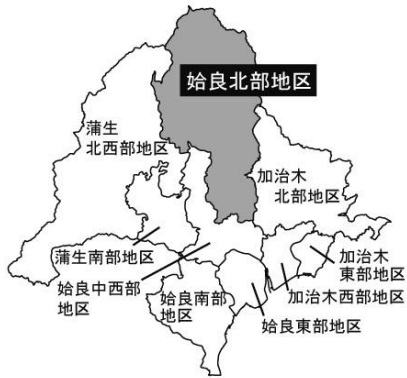 姶良北部地区
蒲生
北西部地区
加治木
北部地区
蒲生南部地区
加治木
東部地区
姶良中西部
地区
姶良南部
地区
加治木西部地区
姶良東部地区